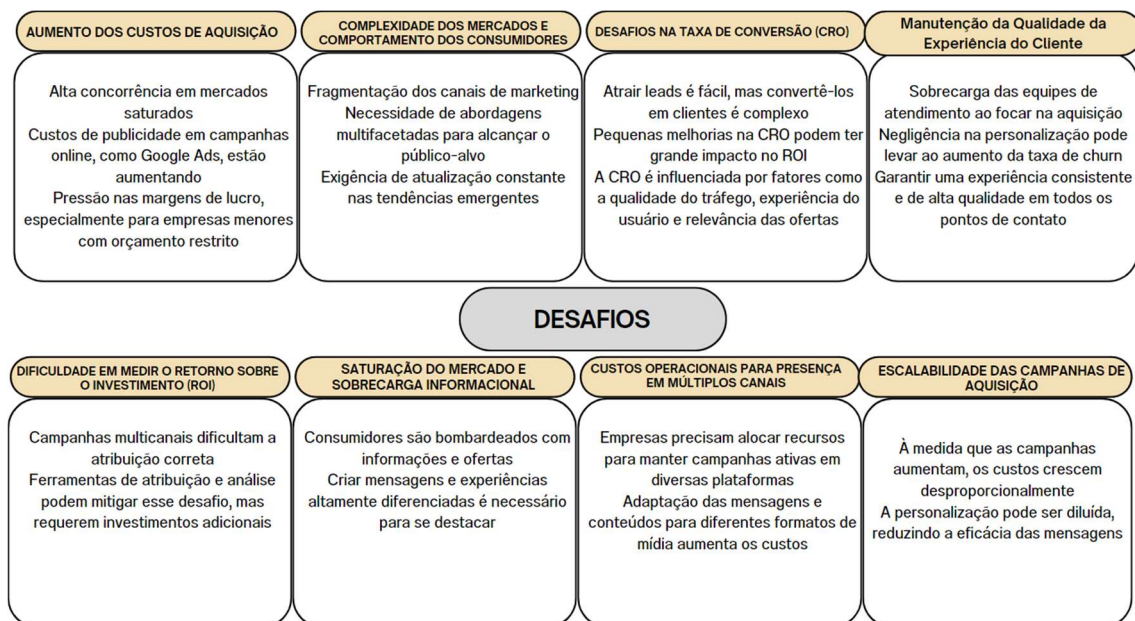 AUMENTO DOS CUSTOS DE AQUISIÇÃO
Alta concorrência em mercados
saturados
Custos de publicidade em campanhas
online, como Google Ads, estão
aumentando
Pressão nas margens de lucro,
especialmente para empresas menores
com orçamento restrito
COMPLEXIDADE DOS MERCADOS E
COMPORTAMENTO DOS CONSUMIDORES
Fragmentação dos canais de marketing
Necessidade de abordagens
multifacetadas para alcançar o
público-alvo
Exigência de atualização constante
nas tendências emergentes
DESAFIOS NA TAXA DE CONVERSÃO (CRO)
Atrair leads é fácil, mas convertê-los
em clientes é complexo
Pequenas melhorias na CRO podem ter
grande impacto no ROI
A CRO é influenciada por fatores como
a qualidade do tráfego, experiência do
usuário e relevância das ofertas
Manutenção da Qualidade da
Experiência do Cliente
Sobrecarga das equipes de
atendimento ao focar na aquisição
Negligência na personalização pode
levar ao aumento da taxa de churn
Garantir uma experiência consistente
e de alta qualidade em todos os
pontos de contato
DESAFIOS
DIFICULDADE EM MEDIR O RETORNO SOBRE
O INVESTIMENTO (ROI)
Campanhas multicanais dificultam a
atribuição correta
Ferramentas de atribuição e análise
podem mitigar esse desafio, mas
requerem investimentos adicionais
SATURAÇÃO DO MERCADO E
SOBRECARGA INFORMACIONAL
Consumidores são bombardeados com
informações e ofertas
Criar mensagens e experiências
altamente diferenciadas é necessário
para se destacar
CUSTOS OPERACIONAIS PARA PRESENÇA
EM MÚLTIPLOS CANAIS
Empresas precisam alocar recursos
para manter campanhas ativas em
diversas plataformas
Adaptação das mensagens e
conteúdos para diferentes formatos de
mídia aumenta os custos
ESCALABILIDADE DAS CAMPANHAS DE
AQUISIÇÃO
À medida que as campanhas
aumentam, os custos crescem
desproporcionalmente
A personalização pode ser diluída,
reduzindo a eficácia das mensagens